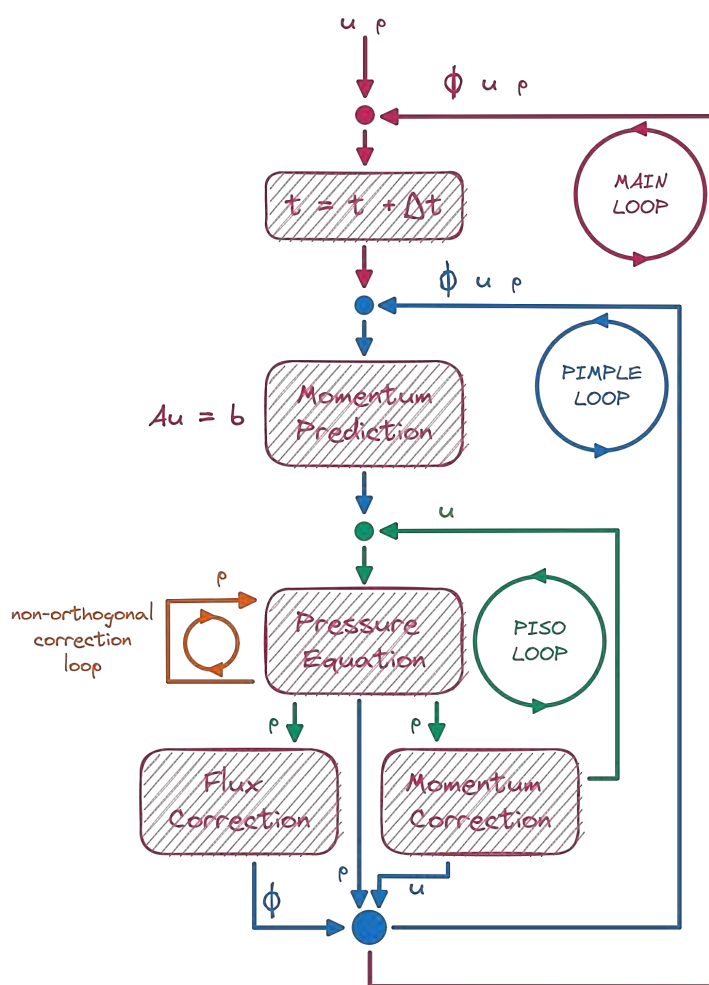 u p
ϕ u p
MAIN
LOOP
t = t + Δt
ϕ u p
PIMPLE
LOOP
Momentum
Prediction
Au = b
u
p
non-orthogonal
correction
loop
Pressure
Equation
PISO
LOOP
p
p
Flux
Correction
Momentum
Correction
p
u
ϕ